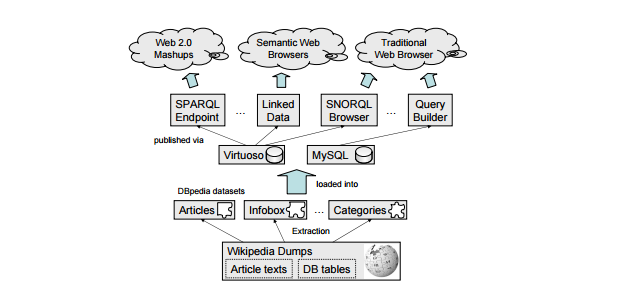 Web 2.0
Mashups
Semantic Web
Browsers
Traditional
Web Browser
SPARQL
Endpoint
...
Linked
Data
SNORQL
Browser
...
Query
Builder
published via
Virtuoso
MySQL
loaded into
DBpedia datasets
Articles
Infobox
...
Categories
Extraction
Wikipedia Dumps
Article texts
DB tables